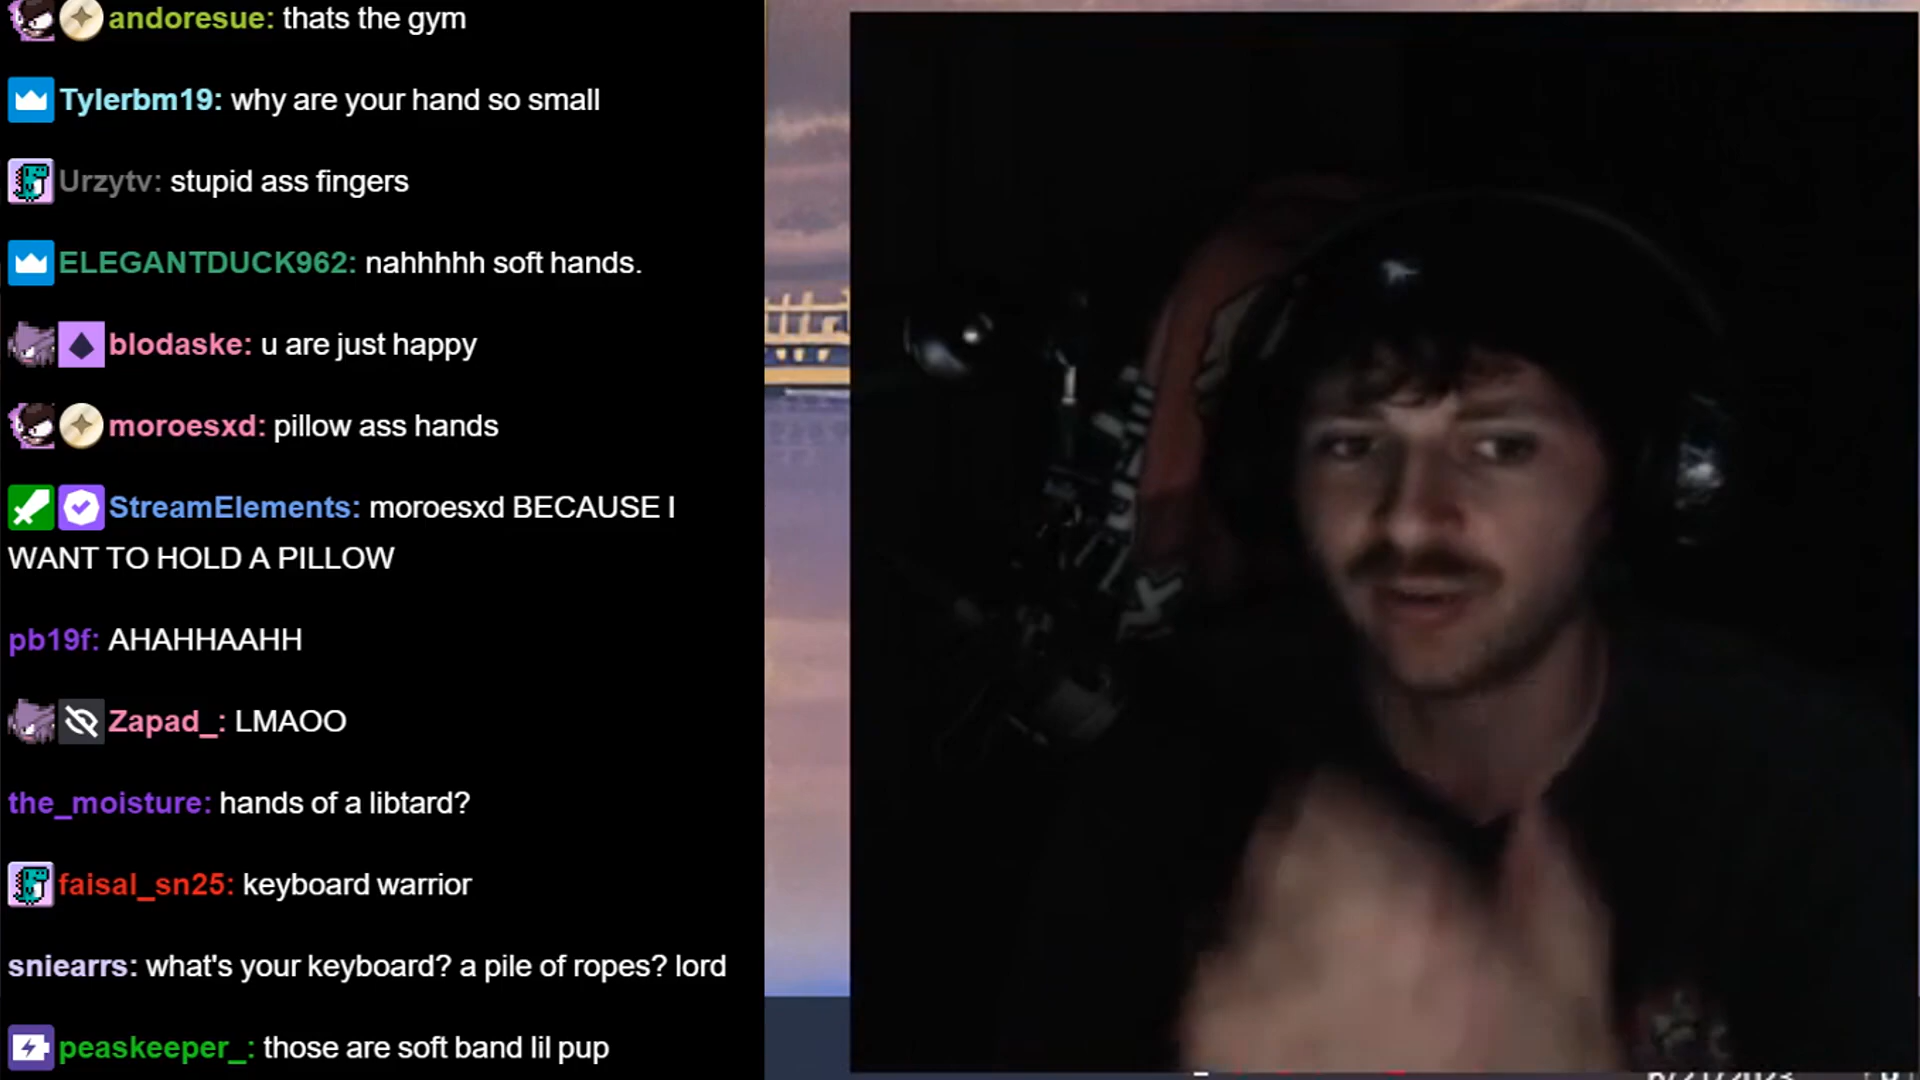 andoresue: thats the gym
Tylerbm19: why are your hand so small
Urzytv: stupid ass fingers
ELEGANTDUCK962: nahhhhh soft hands.
blodaske: u are just happy
moroesxd: pillow ass hands
StreamElements: moroesxd BECAUSE I
WANT TO HOLD A PILLOW
pb19f: AHAHHAAHH
Zapad_: LMAOO
the_moisture: hands of a libtard?
faisal_sn25: keyboard warrior
sniearrs: what's your keyboard? a pile of ropes? lord
peaskeeper_: those are soft band lil pup